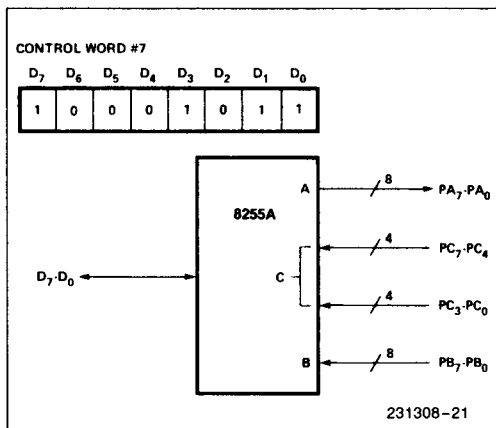 CONTROL WORD #7
D7 D6 D5 D4 D3 D2 D1 D0
1 0 0 0 1 0 1 1
8255A
A
8
PA7-PA0
4
PC7-PC4
D7-D0
C
4
PC3-PC0
B
8
PB7-PB0
231308-21